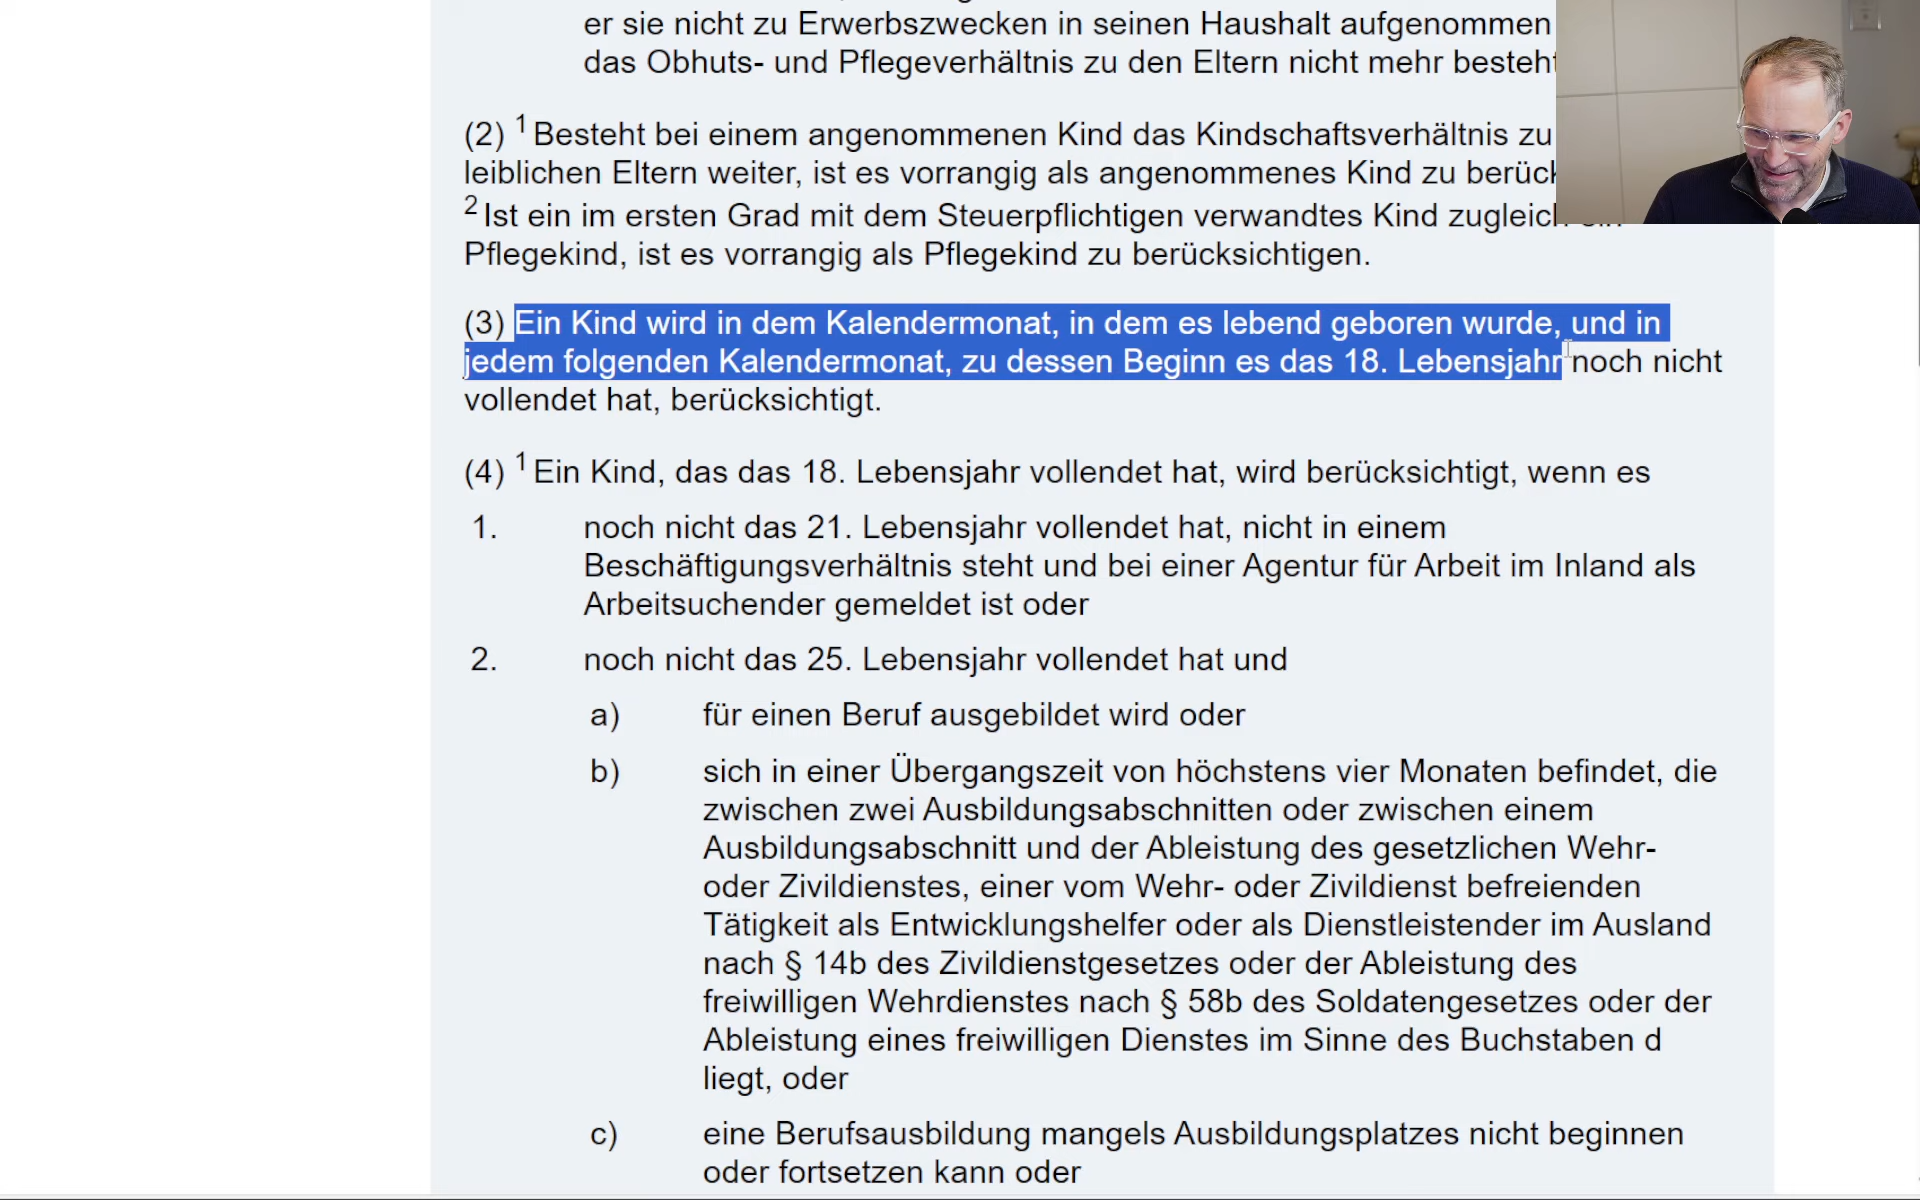 er sie nicht zu Erwerbszwecken in seinen Haushalt aufgenommen
das Obhuts- und Pflegeverhältnis zu den Eltern nicht mehr besteht
(2) 1 Besteht bei einem angenommenen Kind das Kindschaftsverhältnis zu
leiblichen Eltern weiter, ist es vorrangig als angenommenes Kind zu
2 Ist ein im ersten Grad mit dem Steuerpflichtigen verwandtes Kind zugleich ein
Pflegekind, ist es vorrangig als Pflegekind zu berücksichtigen.
(3) Ein Kind wird in dem Kalendermonat, in dem es lebend geboren wurde, und in
jedem folgenden Kalendermonat, zu dessen Beginn es das 18. Lebensjahr noch nicht
vollendet hat, berücksichtigt.
(4) 1 Ein Kind, das das 18. Lebensjahr vollendet hat, wird berücksichtigt, wenn es
1. noch nicht das 21. Lebensjahr vollendet hat, nicht in einem
Beschäftigungsverhältnis steht und bei einer Agentur für Arbeit im Inland als
Arbeitsuchender gemeldet ist oder
2. noch nicht das 25. Lebensjahr vollendet hat und
a) für einen Beruf ausgebildet wird oder
b) sich in einer Übergangszeit von höchstens vier Monaten befindet, die
zwischen zwei Ausbildungsabschnitten oder zwischen einem
Ausbildungsabschnitt und der Ableistung des gesetzlichen Wehr-
oder Zivildienstes, einer vom Wehr- oder Zivildienst befreienden
Tätigkeit als Entwicklungshelfer oder als Dienstleistender im Ausland
nach § 14b des Zivildienstgesetzes oder der Ableistung des
freiwilligen Wehrdienstes nach § 58b des Soldatengesetzes oder der
Ableistung eines freiwilligen Dienstes im Sinne des Buchstaben d
liegt, oder
c) eine Berufsausbildung mangels Ausbildungsplatzes nicht beginnen
oder fortsetzen kann oder